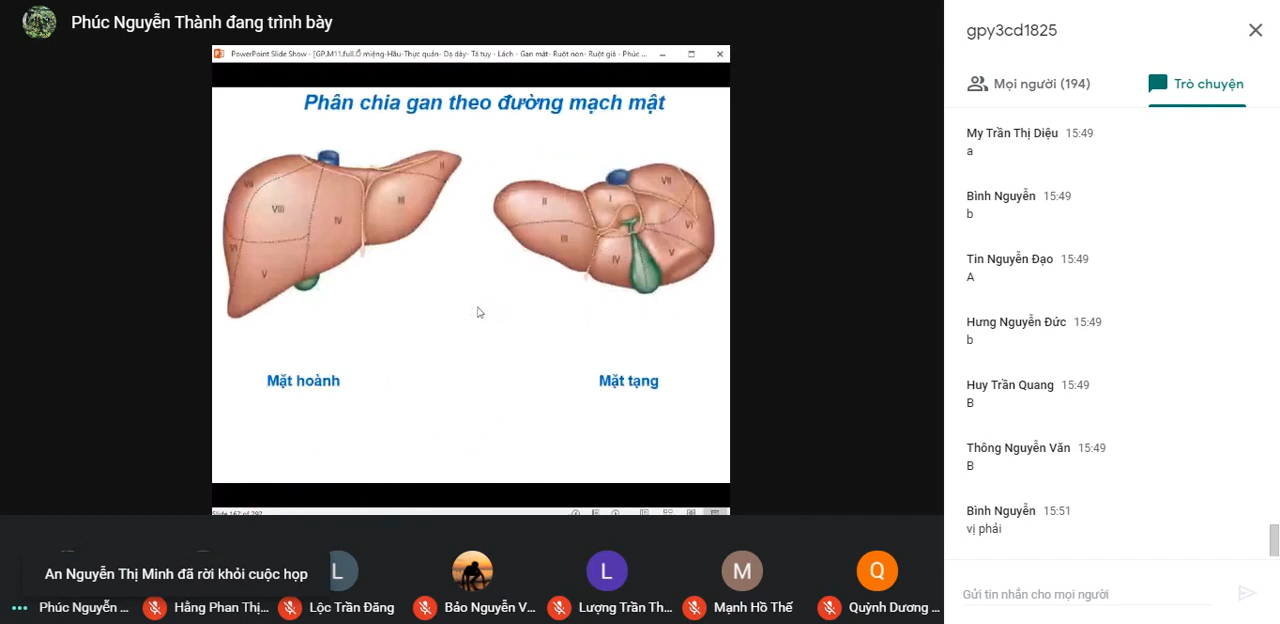 Phúc Nguyễn Thành đang trình bày
PowerPoint Slide Show - [GP.M11.full.Ổ miệng-Hầu-Thực quản- Dạ dày- Tá tụy - Lách - Gan mật- Ruột non- Ruột già - Phúc ...
Phân chia gan theo đường mạch mật
VII
VIII
IV
II
III
VI
V
II
I
VII
III
VI
IV
V
Mặt hoành
Mặt tạng
Slide 167 of 292
An Nguyễn Thị Minh đã rời khỏi cuộc họp
L
L
M
Q
Phúc Nguyễn ...
Hằng Phan Thị...
Lộc Trần Đăng
Bảo Nguyễn V...
Lượng Trần Th...
Mạnh Hồ Thế
Quỳnh Dương ...
gpy3cd1825
Mọi người (194)
Trò chuyện
My Trần Thị Diệu 15:49
a
Bình Nguyễn 15:49
b
Tin Nguyễn Đạo 15:49
A
Hưng Nguyễn Đức 15:49
b
Huy Trần Quang 15:49
B
Thông Nguyễn Văn 15:49
B
Bình Nguyễn 15:51
vị phải
Gửi tin nhắn cho mọi người